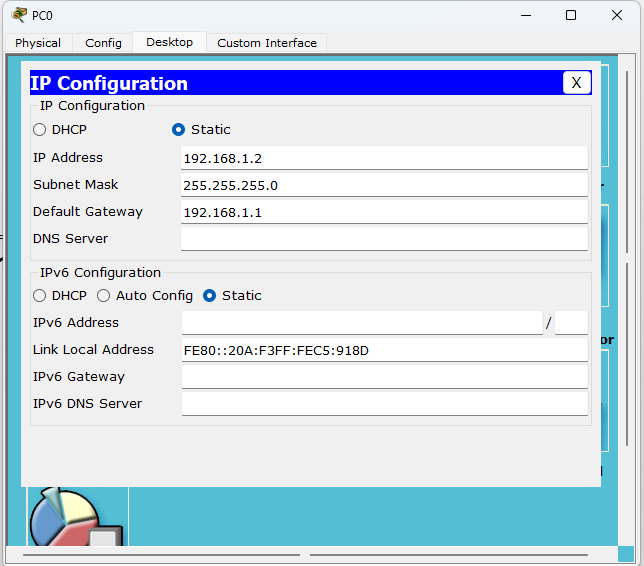 PC0
Physical Config Desktop Custom Interface
IP Configuration X
IP Configuration
DHCP Static
IP Address 192.168.1.2
Subnet Mask 255.255.255.0
Default Gateway 192.168.1.1
DNS Server
IPv6 Configuration
DHCP Auto Config Static
IPv6 Address /
Link Local Address FE80::20A:F3FF:FEC5:918D
IPv6 Gateway
IPv6 DNS Server
or